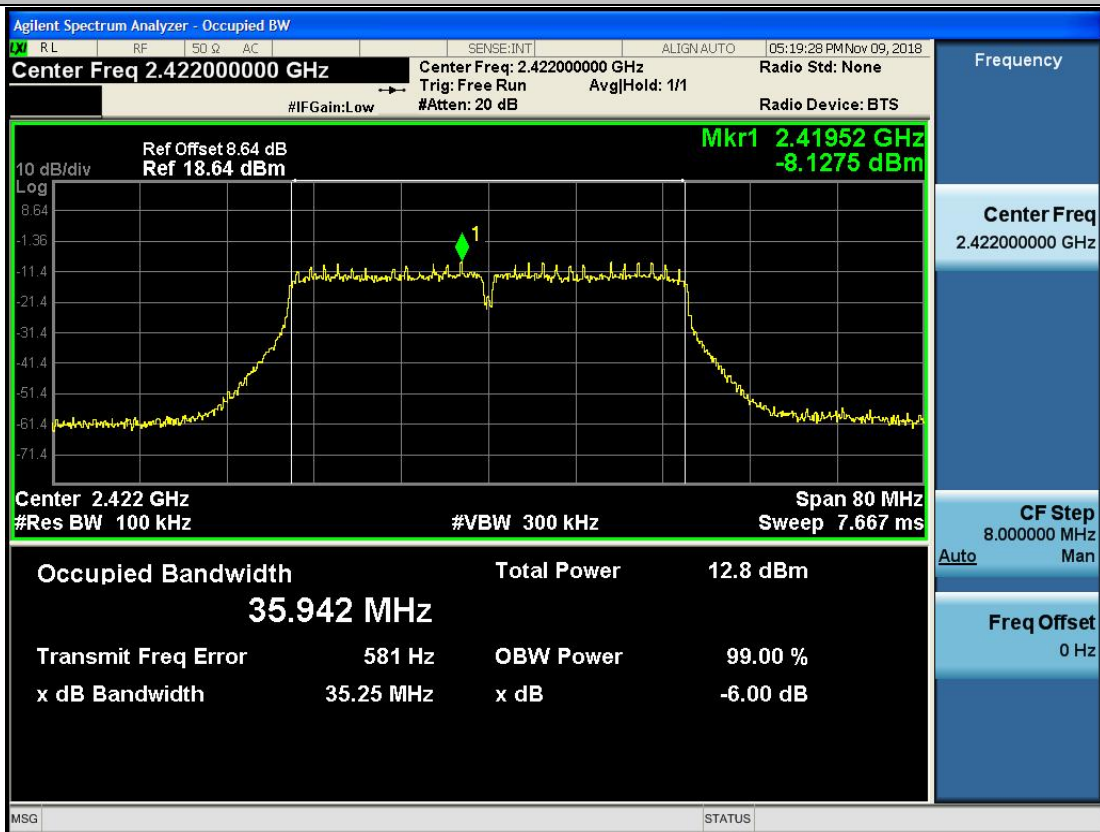 Agilent Spectrum Analyzer - Occupied BW
LXI RL RF 50 Ω AC SENSE:INT ALIGN AUTO 05:19:28 PM Nov 09, 2018
Center Freq 2.422000000 GHz
Center Freq: 2.422000000 GHz Radio Std: None
Trig: Free Run Avg|Hold: 1/1
#IFGain:Low #Atten: 20 dB Radio Device: BTS
Frequency
Ref Offset 8.64 dB
10 dB/div Ref 18.64 dBm
Mkr1 2.41952 GHz
-8.1275 dBm
Log
8.64
-1.36
-11.4
-21.4
-31.4
-41.4
-51.4
-61.4
-71.4
1
Center 2.422 GHz Span 80 MHz
#Res BW 100 kHz #VBW 300 kHz Sweep 7.667 ms
Center Freq
2.422000000 GHz
CF Step
8.000000 MHz
Auto Man
Freq Offset
0 Hz
Occupied Bandwidth Total Power 12.8 dBm
35.942 MHz
Transmit Freq Error 581 Hz OBW Power 99.00 %
x dB Bandwidth 35.25 MHz x dB -6.00 dB
MSG STATUS